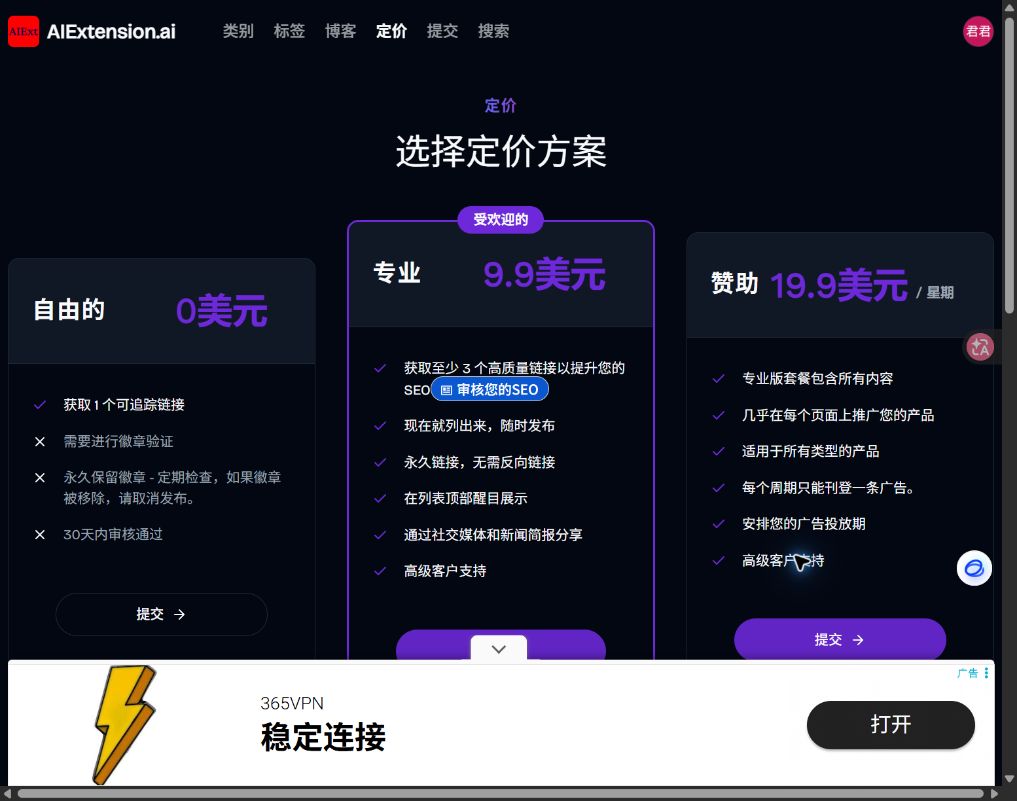 AIExt
AIExtension.ai
类别 标签 博客 定价 提交 搜索
君君
定价
选择定价方案
自由的 0美元
获取 1 个可追踪链接
需要进行徽章验证
永久保留徽章 - 定期检查，如果徽章
被移除，请取消发布。
30天内审核通过
提交 →
受欢迎的
专业 9.9美元
获取至少 3 个高质量链接以提升您的
SEO 审核您的SEO
现在就列出来，随时发布
永久链接，无需反向链接
在列表顶部醒目展示
通过社交媒体和新闻简报分享
高级客户支持
赞助 19.9美元 / 星期
专业版套餐包含所有内容
几乎在每个页面上推广您的产品
适用于所有类型的产品
每个周期只能刊登一条广告。
安排您的广告投放期
高级客户支持
提交 →
广告
365VPN
稳定连接
打开